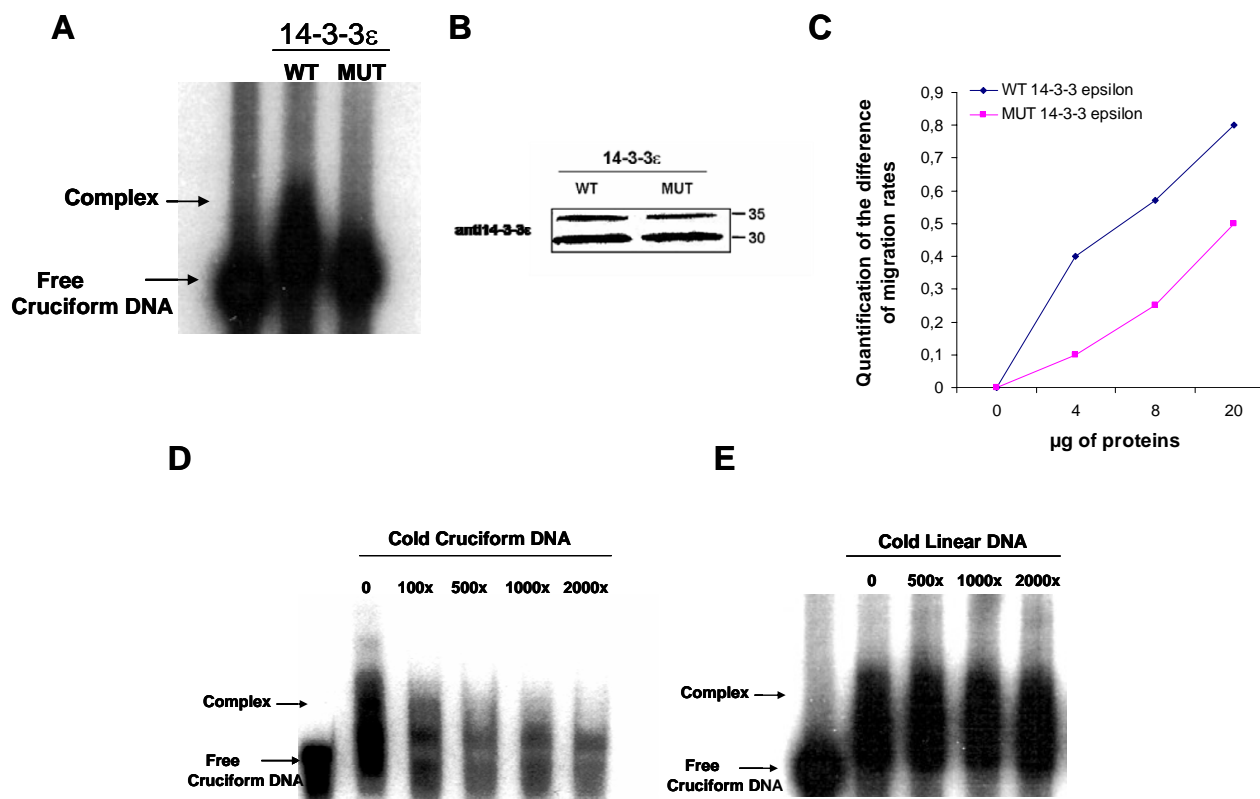 A
14-3-3ε
WT MUT
Complex
Free
Cruciform DNA
B
14-3-3ε
WT MUT
anti14-3-3ε
35
30
C
WT 14-3-3 epsilon
MUT 14-3-3 epsilon
Quantification of the difference
of migration rates
0,9
0,8
0,7
0,6
0,5
0,4
0,3
0,2
0,1
0
0 4 8 20
µg of proteins
D
Cold Cruciform DNA
0 100x 500x 1000x 2000x
Complex
Free
Cruciform DNA
E
Cold Linear DNA
0 500x 1000x 2000x
Complex
Free
Cruciform DNA